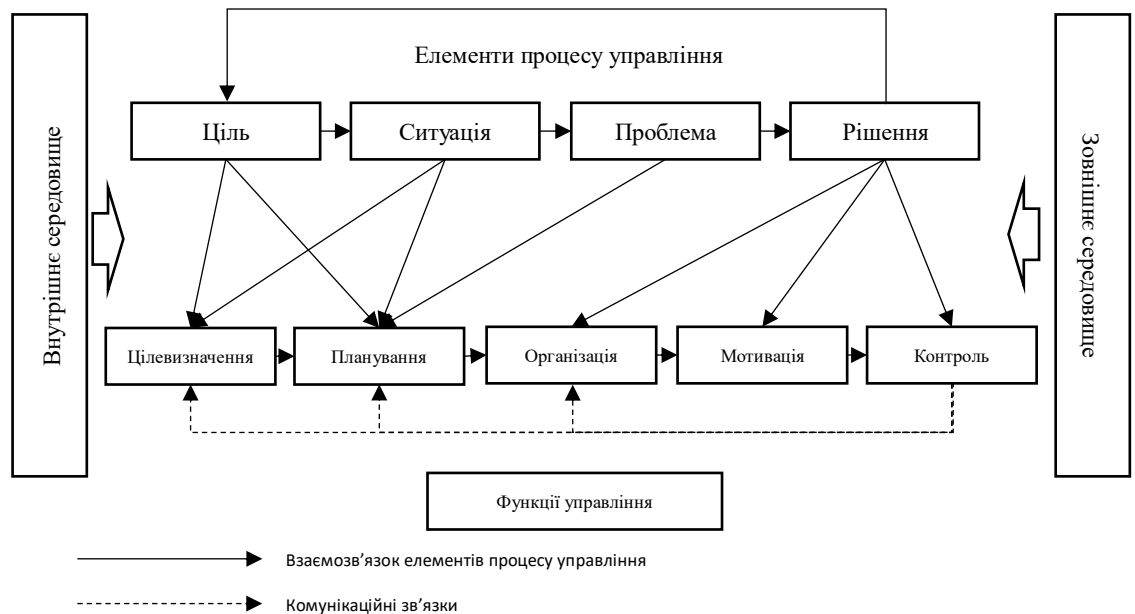 Елементи процесу управління
Ціль
Ситуація
Проблема
Рішення
Внутрішнє середовище
Зовнішнє середовище
Цілевизначення
Планування
Організація
Мотивація
Контроль
Функції управління
Взаємозв’язок елементів процесу управління
Комунікаційні зв’язки